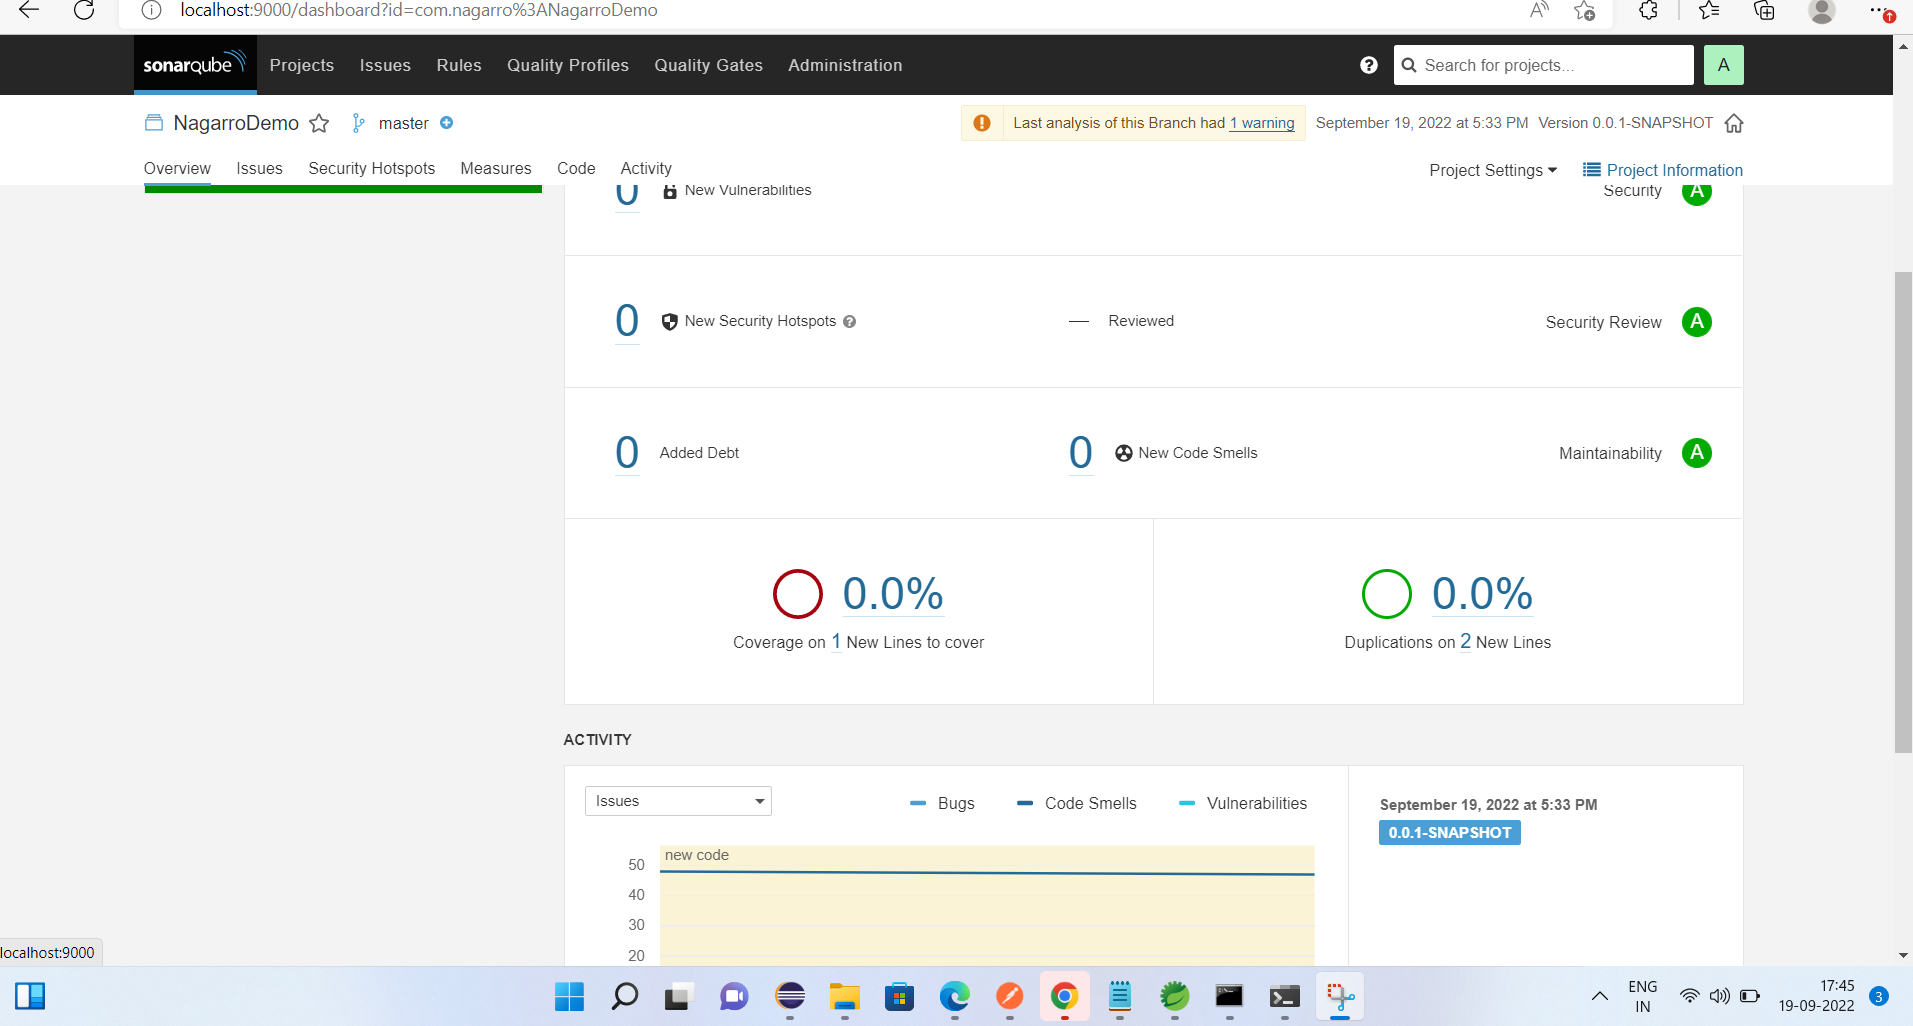 localhost:9000/dashboard?id=com.nagarro%3ANagarroDemo
sonarqube Projects Issues Rules Quality Profiles Quality Gates Administration ? Search for projects... A
NagarroDemo master Last analysis of this Branch had 1 warning September 19, 2022 at 5:33 PM Version 0.0.1-SNAPSHOT
Overview Issues Security Hotspots Measures Code Activity Project Settings Project Information
0 New Vulnerabilities Security A
0 New Security Hotspots ? — Reviewed Security Review A
0 Added Debt 0 New Code Smells Maintainability A
0.0% 0.0%
Coverage on 1 New Lines to cover Duplications on 2 New Lines
ACTIVITY
Issues Bugs Code Smells Vulnerabilities
September 19, 2022 at 5:33 PM
0.0.1-SNAPSHOT
new code
50
40
30
20
localhost:9000
ENG
IN
17:45
19-09-2022
3